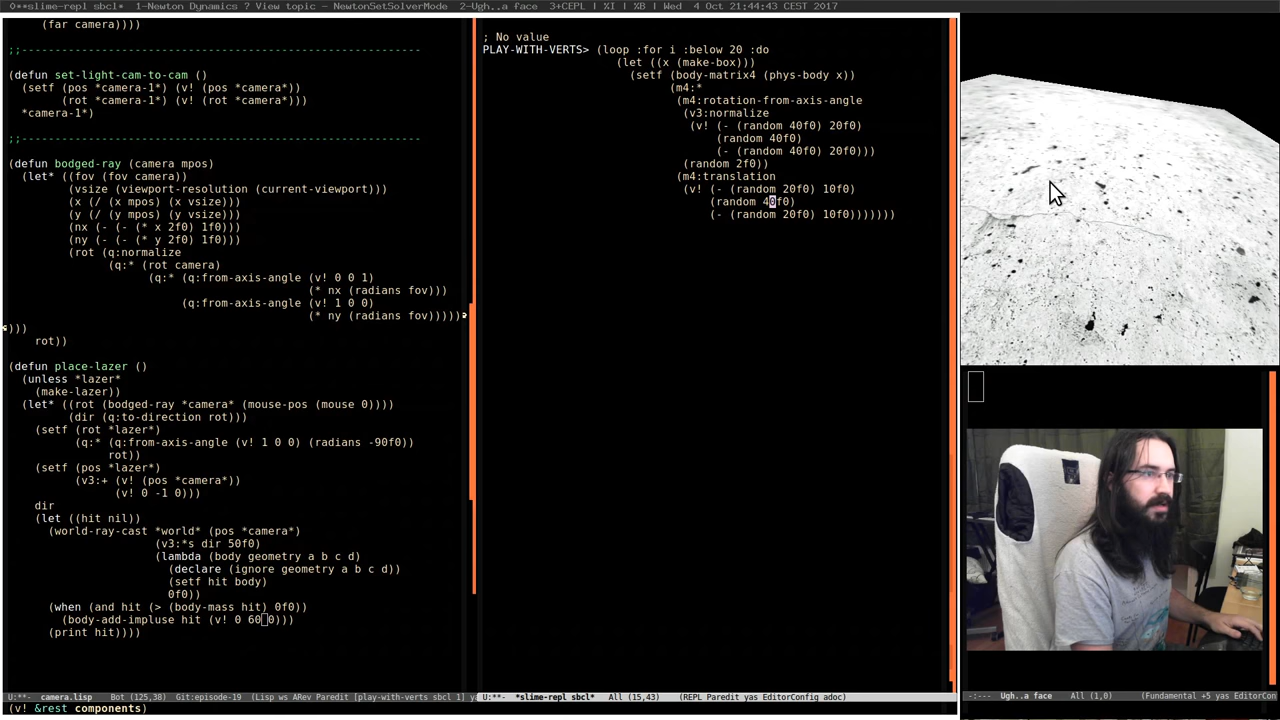 0**slime-repl sbcl*  1-Newton Dynamics ? View topic - NewtonSetSolverMode  2-Ugh..a face  3+CEPL | %I | %B | Wed  4 Oct 21:44:43 CEST 2017
(far camera))))
;;------------------------------------------------------------
(defun set-light-cam-to-cam ()
(setf (pos *camera-1*) (v! (pos *camera*))
(rot *camera-1*) (v! (rot *camera*)))
*camera-1*)
;;------------------------------------------------------------
(defun bodged-ray (camera mpos)
(let* ((fov (fov camera))
(vsize (viewport-resolution (current-viewport)))
(x (/ (x mpos) (x vsize)))
(y (/ (y mpos) (y vsize)))
(nx (- (- (* x 2f0) 1f0)))
(ny (- (- (* y 2f0) 1f0)))
(rot (q:normalize
(q:* (rot camera)
(q:* (q:from-axis-angle (v! 0 0 1)
(* nx (radians fov)))
(q:from-axis-angle (v! 1 0 0)
(* ny (radians fov)))))
)))
rot))
(defun place-lazer ()
(unless *lazer*
(make-lazer))
(let* ((rot (bodged-ray *camera* (mouse-pos (mouse 0))))
(dir (q:to-direction rot)))
(setf (rot *lazer*)
(q:* (q:from-axis-angle (v! 1 0 0) (radians -90f0))
rot))
(setf (pos *lazer*)
(v3:+ (v! (pos *camera*))
(v! 0 -1 0)))
dir
(let ((hit nil))
(world-ray-cast *world* (pos *camera*)
(v3:*s dir 50f0)
(lambda (body geometry a b c d)
(declare (ignore geometry a b c d))
(setf hit body)
0f0))
(when (and hit (> (body-mass hit) 0f0))
(body-add-impluse hit (v! 0 60 0)))
(print hit))))
U:**-  camera.lisp    Bot (125,38)  Git:episode-19  (Lisp ws ARev Paredit [play-with-verts sbcl 1] ya
(v! &rest components)
; No value
PLAY-WITH-VERTS> (loop :for i :below 20 :do
(let ((x (make-box)))
(setf (body-matrix4 (phys-body x))
(m4:*
(m4:rotation-from-axis-angle
(v3:normalize
(v! (- (random 40f0) 20f0)
(random 40f0)
(- (random 40f0) 20f0)))
(random 2f0))
(m4:translation
(v! (- (random 20f0) 10f0)
(random 40f0)
(- (random 20f0) 10f0)))))))
U:**-  *slime-repl sbcl*   All (15,43)    (REPL Paredit yas EditorConfig adoc)
-:---  Ugh..a face    All (1,0)      (Fundamental +5 yas EditorCon